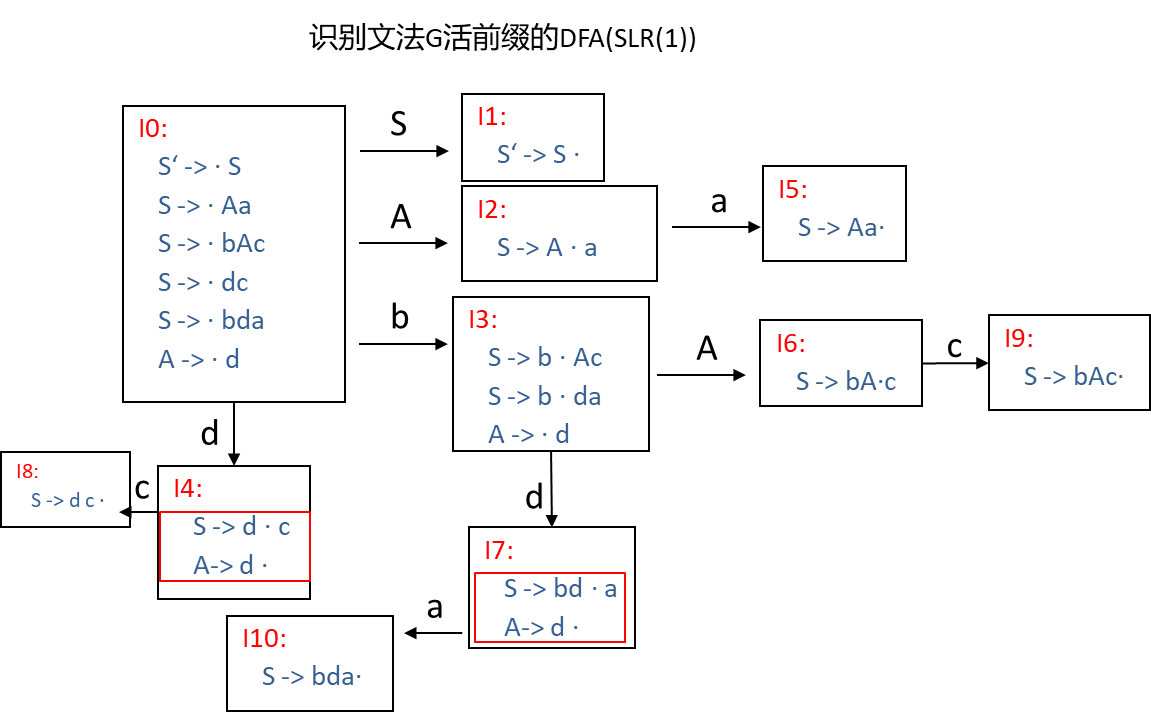 识别文法G活前缀的DFA(SLR(1))
I0:
S‘ -> · S
S -> · Aa
S -> · bAc
S -> · dc
S -> · bda
A -> · d
S
I1:
S‘ -> S ·
A
I2:
S -> A · a
a
I5:
S -> Aa·
b
I3:
S -> b · Ac
S -> b · da
A -> · d
A
I6:
S -> bA·c
c
I9:
S -> bAc·
d
I4:
S -> d · c
A-> d ·
c
I8:
S -> d c ·
d
I7:
S -> bd · a
A-> d ·
a
I10:
S -> bda·